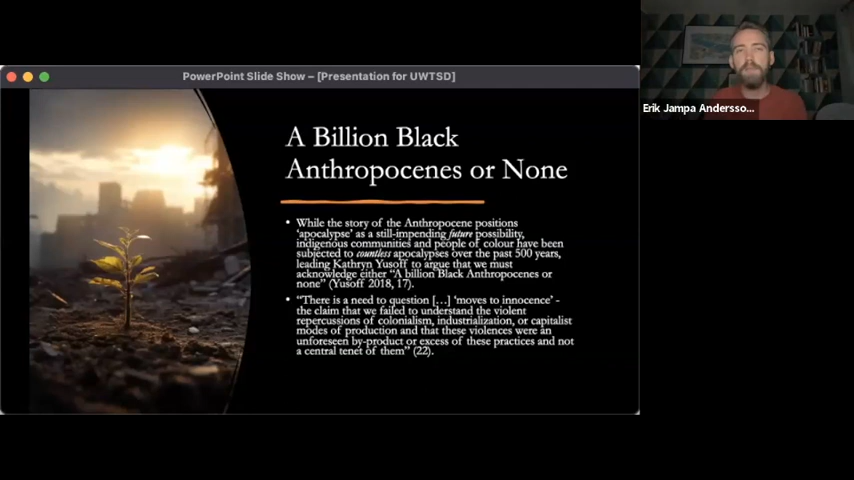 PowerPoint Slide Show – [Presentation for UWTSD]
Erik Jampa Andersso...
A Billion Black
Anthropocenes or None
• While the story of the Anthropocene positions
‘apocalypse’ as a still-impending future possibility,
indigenous communities and people of colour have been
subjected to countless apocalypses over the past 500 years,
leading Kathryn Yusoff to argue that we must
acknowledge either “A billion Black Anthropocenes or
none” (Yusoff 2018, 17).
• “There is a need to question […] ‘moves to innocence’ -
the claim that we failed to understand the violent
repercussions of colonialism, industrialization, or capitalist
modes of production and that these violences were an
unforeseen by-product or excess of these practices and not
a central tenet of them” (22).